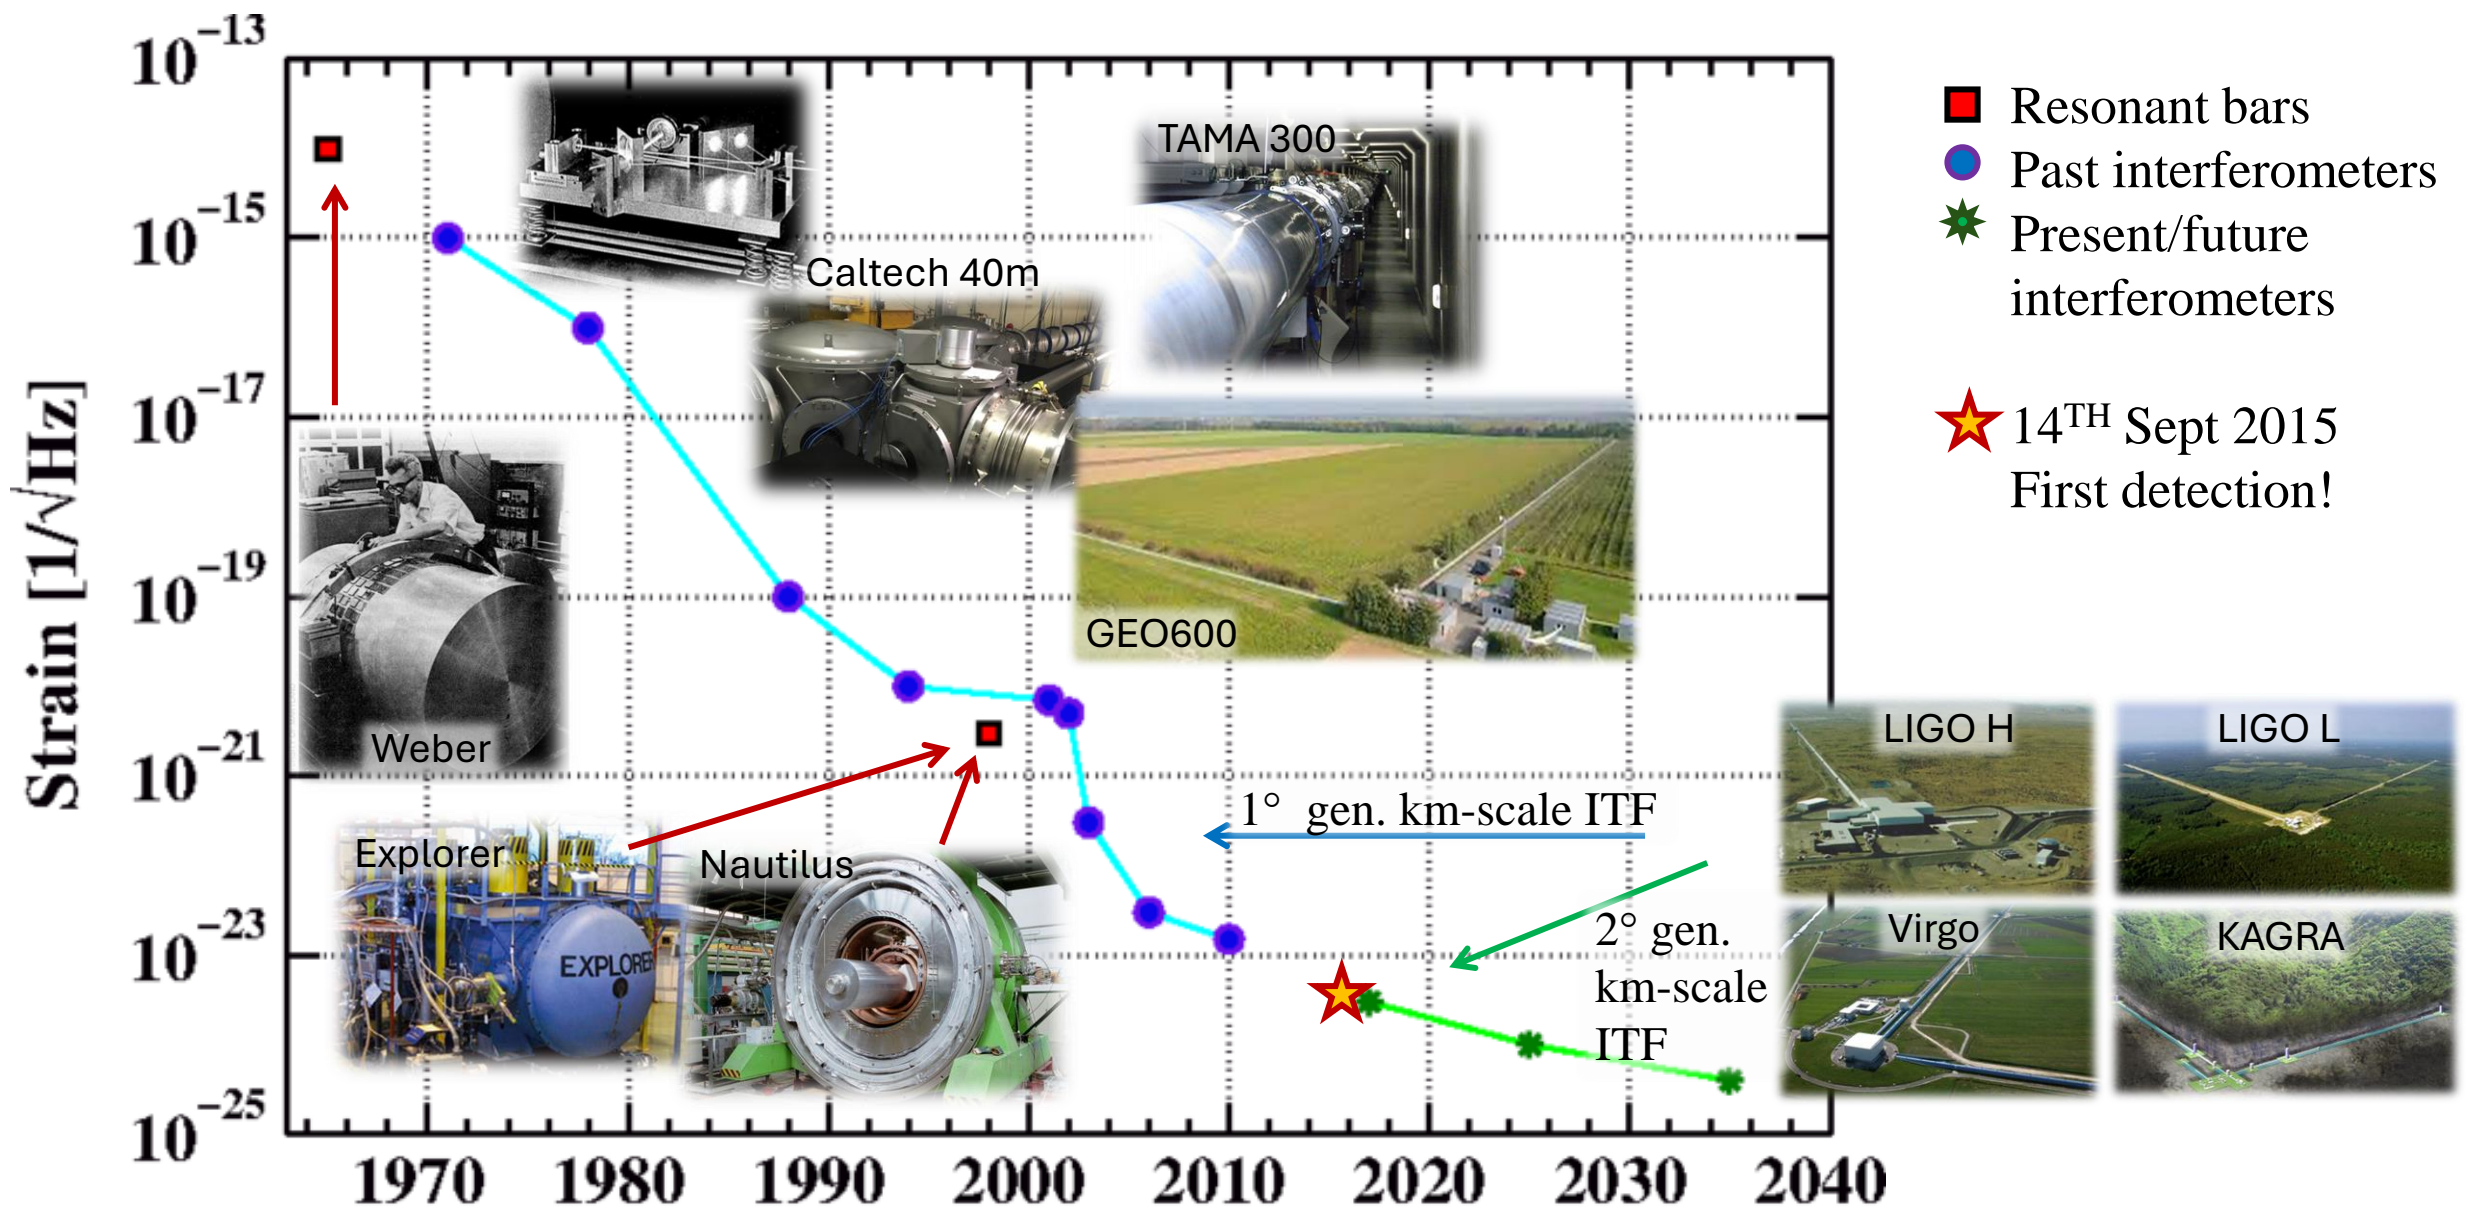 10⁻¹³
10⁻¹⁵
10⁻¹⁷
10⁻¹⁹
10⁻²¹
10⁻²³
10⁻²⁵
Strain [1/√Hz]
1970 1980 1990 2000 2010 2020 2030 2040
TAMA 300
Caltech 40m
GEO600
Weber
Explorer
EXPLORER
Nautilus
1° gen. km-scale ITF
2° gen.
km-scale
ITF
LIGO H
LIGO L
Virgo
KAGRA
Resonant bars
Past interferometers
Present/future
interferometers
14TH Sept 2015
First detection!